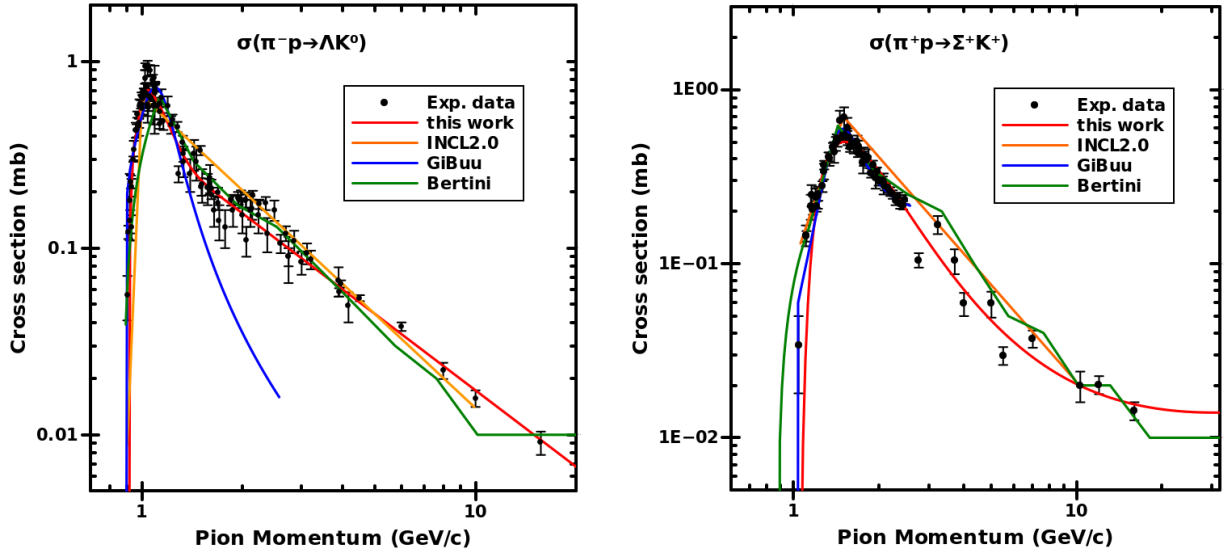 σ(π⁻p→ΛK⁰)
Exp. data
this work
INCL2.0
GiBuu
Bertini
1
0.1
0.01
Cross section (mb)
1
10
Pion Momentum (GeV/c)
σ(π⁺p→Σ⁺K⁺)
Exp. data
this work
INCL2.0
GiBuu
Bertini
1E+00
1E−01
1E−02
Cross section (mb)
1
10
Pion Momentum (GeV/c)